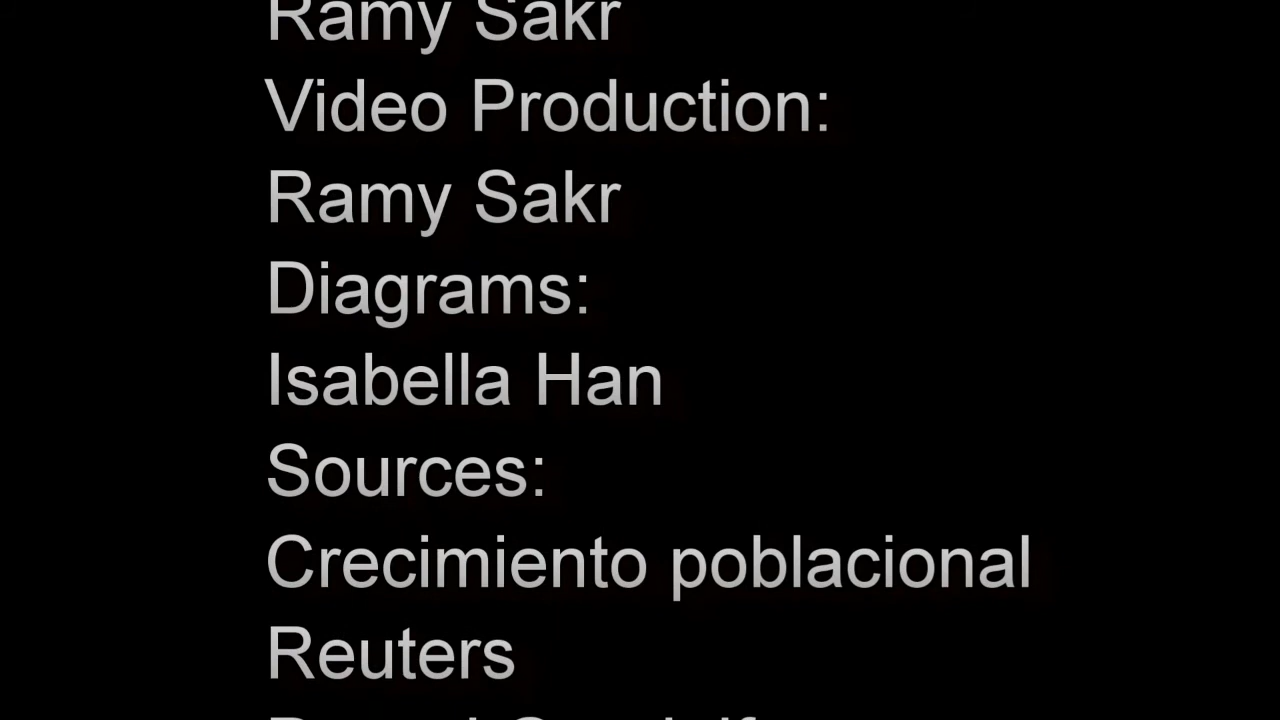 Ramy Sakr
Video Production:
Ramy Sakr
Diagrams:
Isabella Han
Sources:
Crecimiento poblacional
Reuters